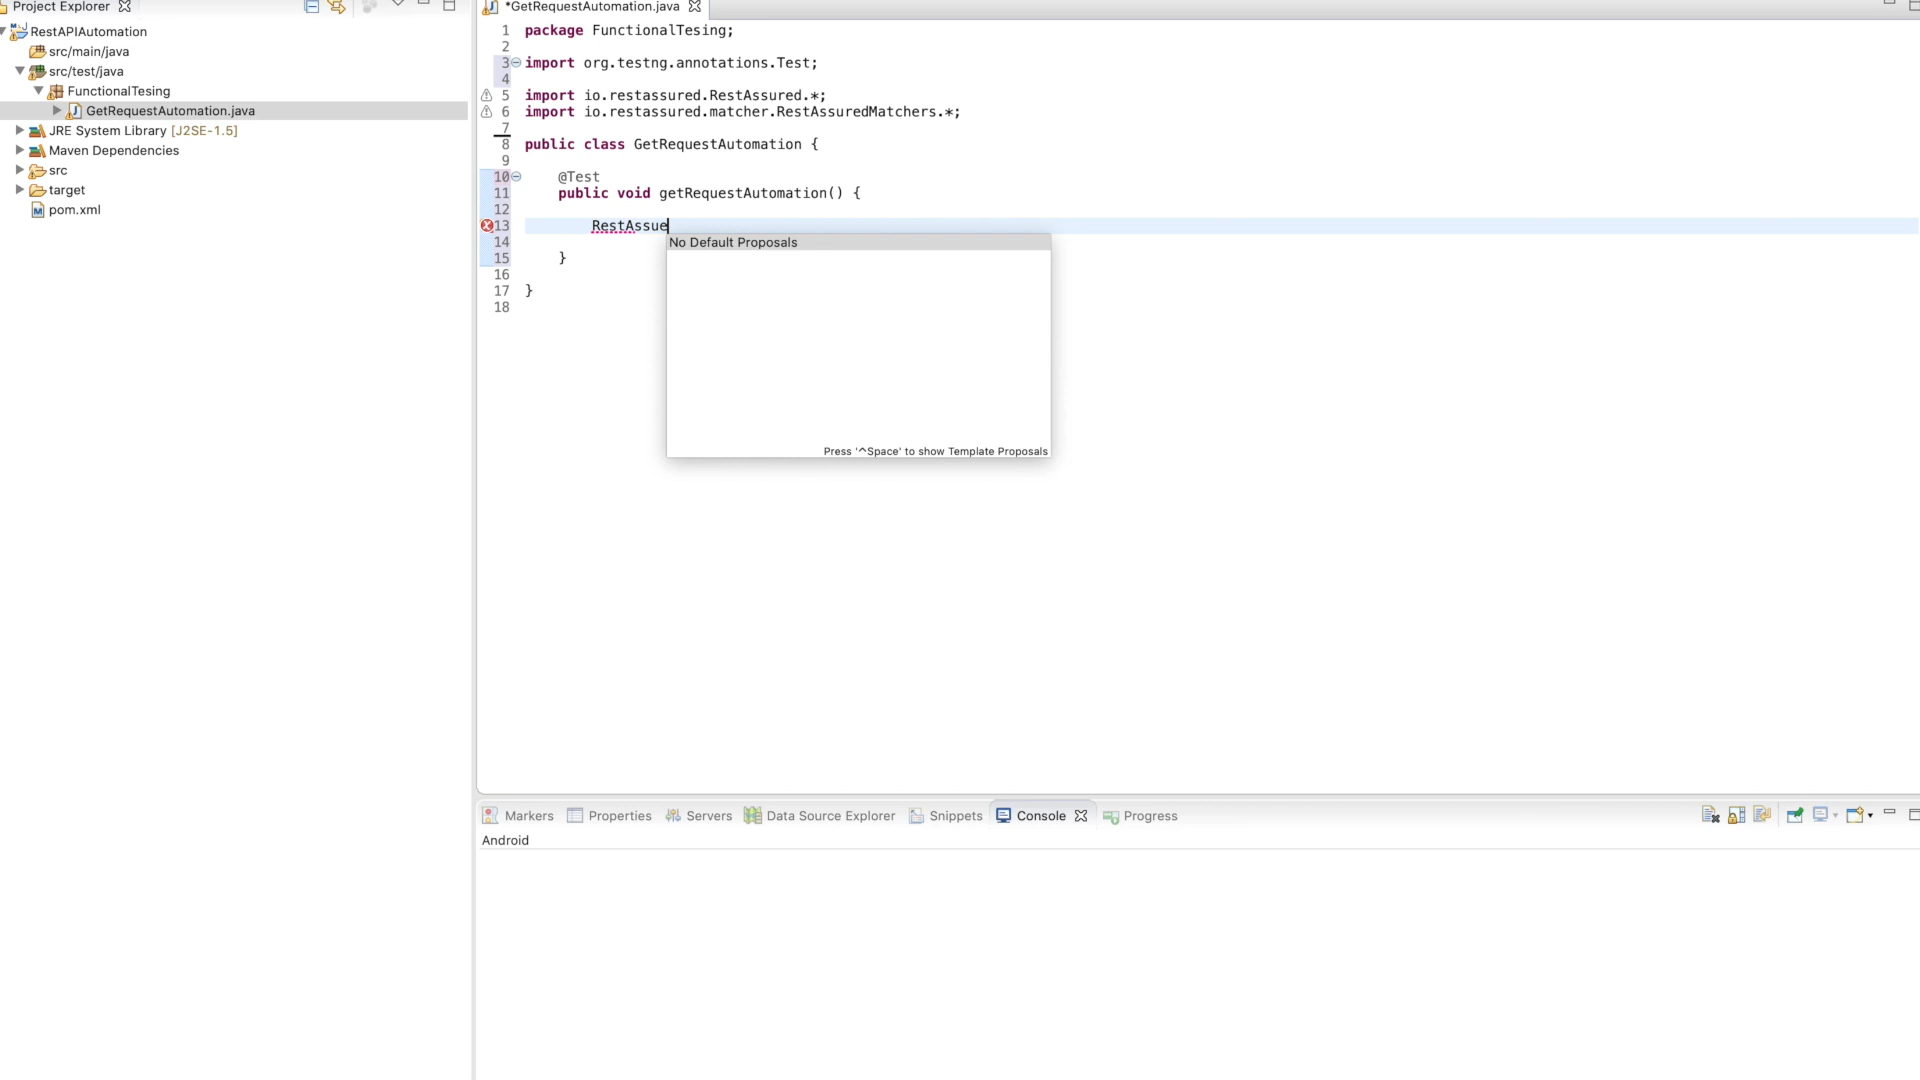 Project Explorer
RestAPIAutomation
src/main/java
src/test/java
FunctionalTesing
GetRequestAutomation.java
JRE System Library [J2SE-1.5]
Maven Dependencies
src
target
pom.xml
*GetRequestAutomation.java
1 package FunctionalTesing;
2
3 import org.testng.annotations.Test;
4
5 import io.restassured.RestAssured.*;
6 import io.restassured.matcher.RestAssuredMatchers.*;
7
8 public class GetRequestAutomation {
9
10 @Test
11 public void getRequestAutomation() {
12
13 RestAssue
14
15 }
16
17 }
18
No Default Proposals
Press '^Space' to show Template Proposals
Markers Properties Servers Data Source Explorer Snippets Console Progress
Android